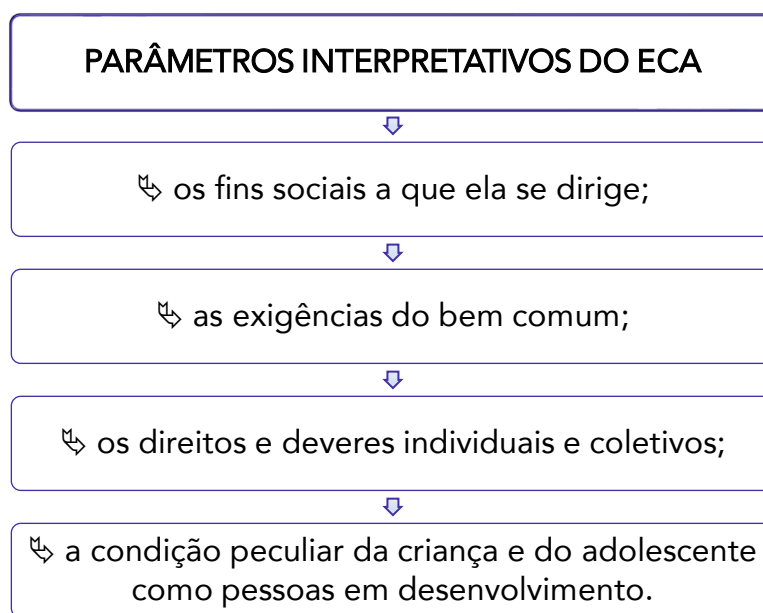 PARÂMETROS INTERPRETATIVOS DO ECA
↳ os fins sociais a que ela se dirige;
↳ as exigências do bem comum;
↳ os direitos e deveres individuais e coletivos;
↳ a condição peculiar da criança e do adolescente
como pessoas em desenvolvimento.